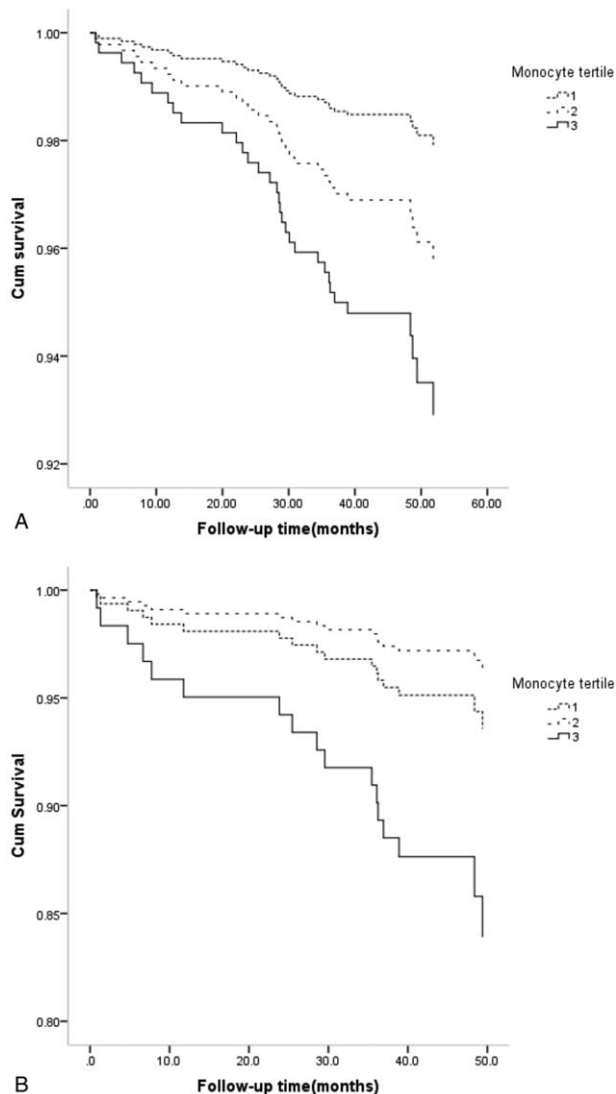 1.00
0.98
0.96
0.94
0.92
Cum survival
Monocyte tertile
1
2
3
.00 10.00 20.00 30.00 40.00 50.00 60.00
A
Follow-up time(months)
1.00
0.95
0.90
0.85
0.80
Cum Survival
Monocyte tertile
1
2
3
.0 10.0 20.0 30.0 40.0 50.0
B
Follow-up time(months)